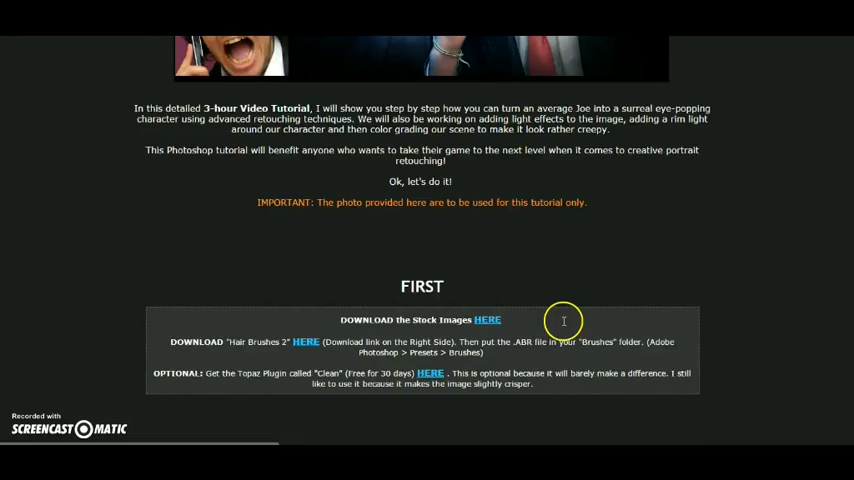 In this detailed 3-hour Video Tutorial, I will show you step by step how you can turn an average Joe into a surreal eye-popping
character using advanced retouching techniques. We will also be working on adding light effects to the image, adding a rim light
around our character and then color grading our scene to make it look rather creepy.
This Photoshop tutorial will benefit anyone who wants to take their game to the next level when it comes to creative portrait
retouching!
Ok, let's do it!
IMPORTANT: The photo provided here are to be used for this tutorial only.
FIRST
DOWNLOAD the Stock Images HERE
DOWNLOAD "Hair Brushes 2" HERE (Download link on the Right Side). Then put the .ABR file in your "Brushes" folder. (Adobe
Photoshop > Presets > Brushes)
OPTIONAL: Get the Topaz Plugin called "Clean" (Free for 30 days) HERE . This is optional because it will barely make a difference. I still
like to use it because it makes the image slightly crisper.
Recorded with
SCREENCAST MATIC